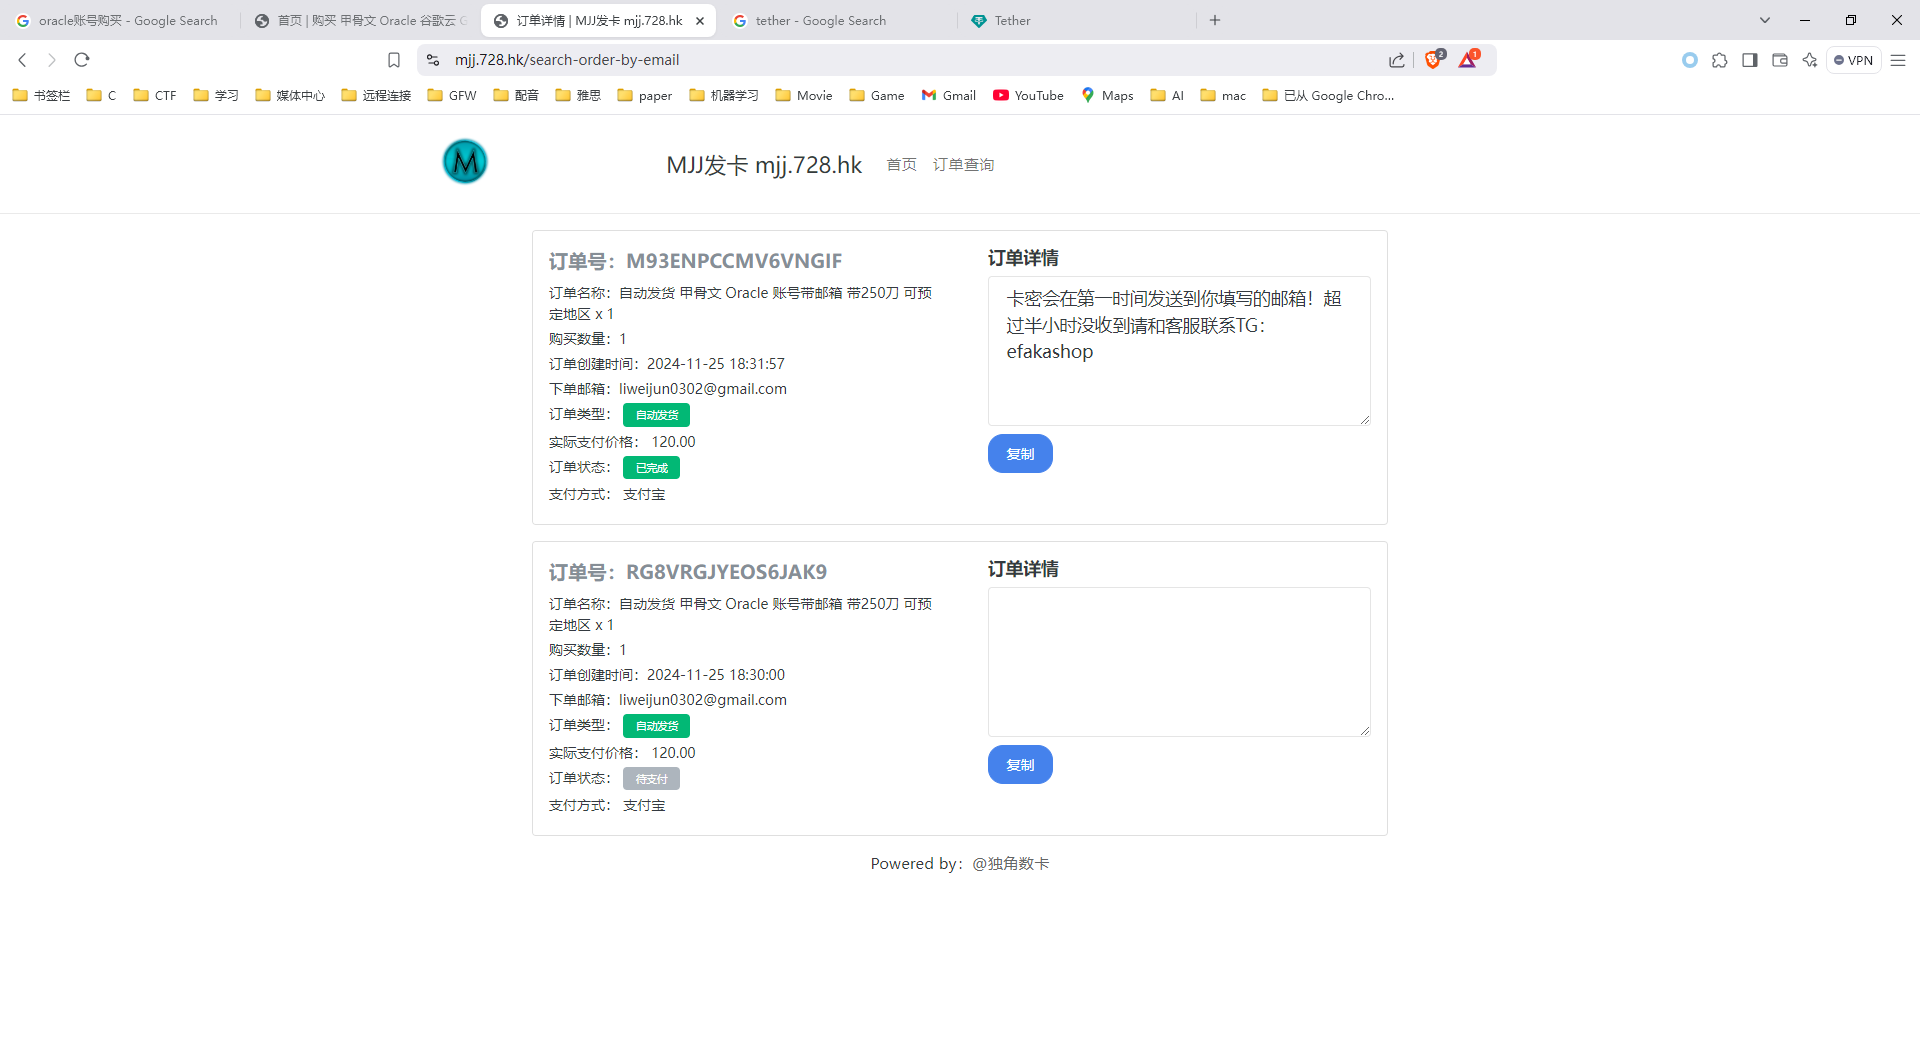 oracle账号购买 - Google Search
首页 | 购买 甲骨文 Oracle 谷歌云 G
订单详情 | MJJ发卡 mjj.728.hk
tether - Google Search
Tether
mjj.728.hk/search-order-by-email
2
1
VPN
书签栏
C
CTF
学习
媒体中心
远程连接
GFW
配音
雅思
paper
机器学习
Movie
Game
Gmail
YouTube
Maps
AI
mac
已从 Google Chro...
M
MJJ发卡 mjj.728.hk
首页
订单查询
订单号：M93ENPCCMV6VNGIF
订单名称：自动发货 甲骨文 Oracle 账号带邮箱 带250刀 可预
定地区 x 1
购买数量：1
订单创建时间：2024-11-25 18:31:57
下单邮箱：liweijun0302@gmail.com
订单类型： 自动发货
实际支付价格： 120.00
订单状态： 已完成
支付方式： 支付宝
订单详情
卡密会在第一时间发送到你填写的邮箱！超
过半小时没收到请和客服联系TG：
efakashop
复制
订单号：RG8VRGJYEOS6JAK9
订单名称：自动发货 甲骨文 Oracle 账号带邮箱 带250刀 可预
定地区 x 1
购买数量：1
订单创建时间：2024-11-25 18:30:00
下单邮箱：liweijun0302@gmail.com
订单类型： 自动发货
实际支付价格： 120.00
订单状态： 待支付
支付方式： 支付宝
订单详情
复制
Powered by：@独角数卡